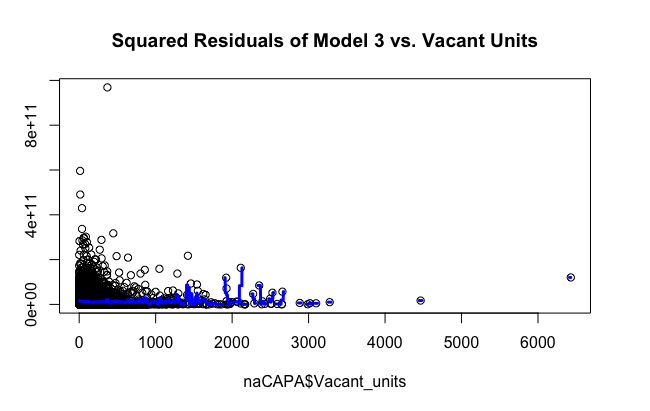 Squared Residuals of Model 3 vs. Vacant Units
8e+11
4e+11
0e+00
0 1000 2000 3000 4000 5000 6000
naCAPA$Vacant_units